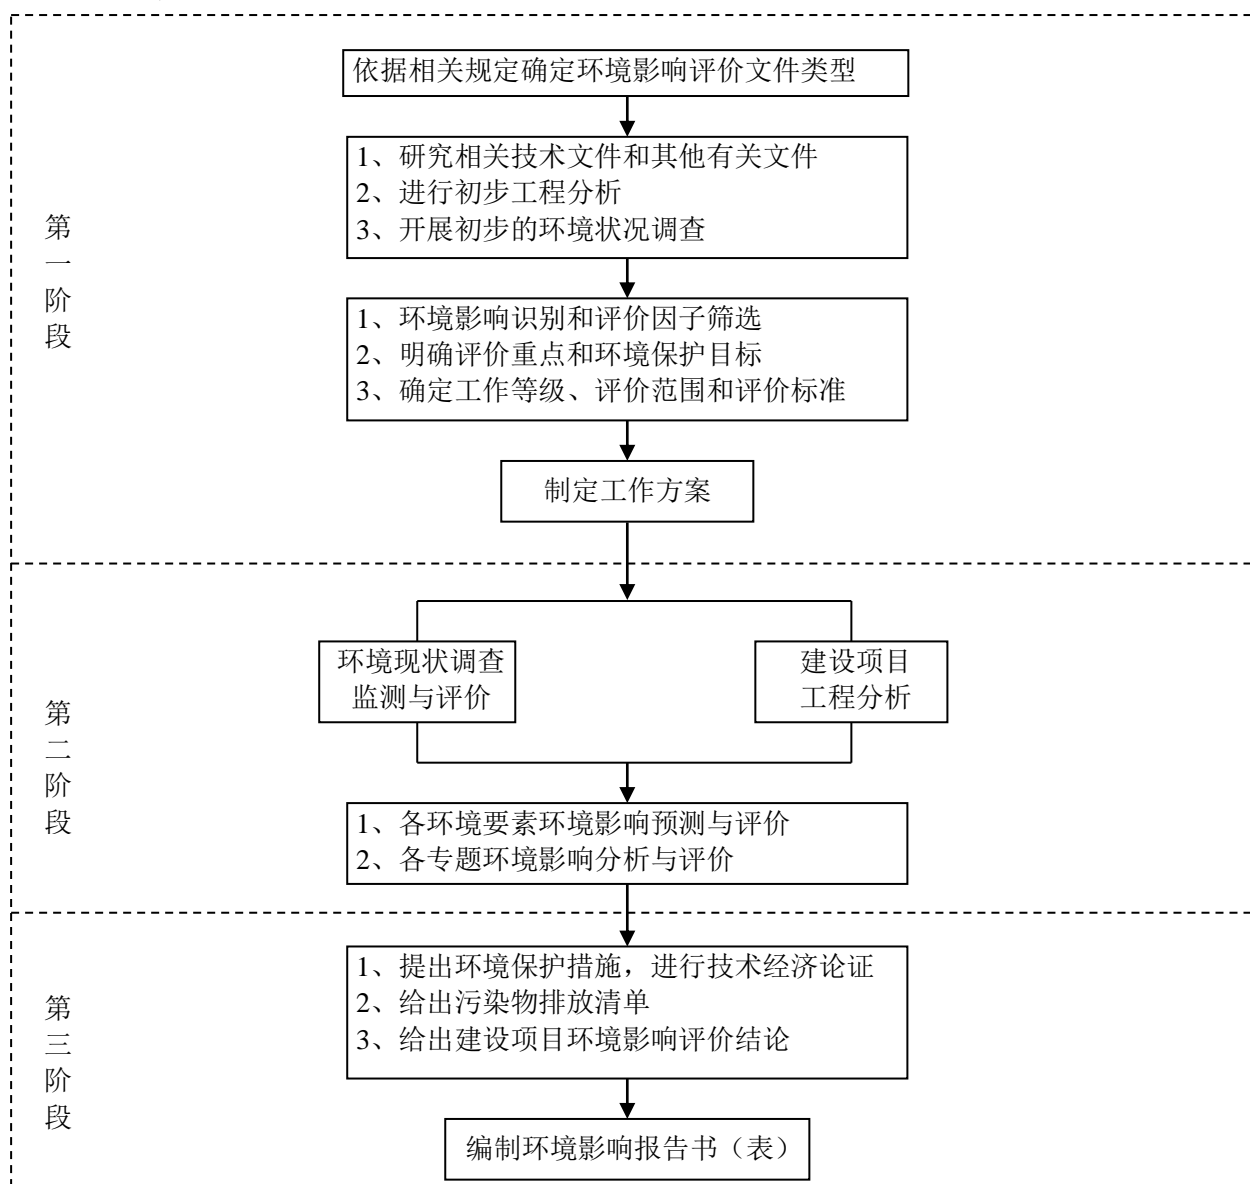 依据相关规定确定环境影响评价文件类型
1、研究相关技术文件和其他有关文件
2、进行初步工程分析
3、开展初步的环境状况调查
第一阶段
1、环境影响识别和评价因子筛选
2、明确评价重点和环境保护目标
3、确定工作等级、评价范围和评价标准
制定工作方案
环境现状调查
监测与评价
建设项目
工程分析
第二阶段
1、各环境要素环境影响预测与评价
2、各专题环境影响分析与评价
1、提出环境保护措施，进行技术经济论证
2、给出污染物排放清单
3、给出建设项目环境影响评价结论
第三阶段
编制环境影响报告书（表）